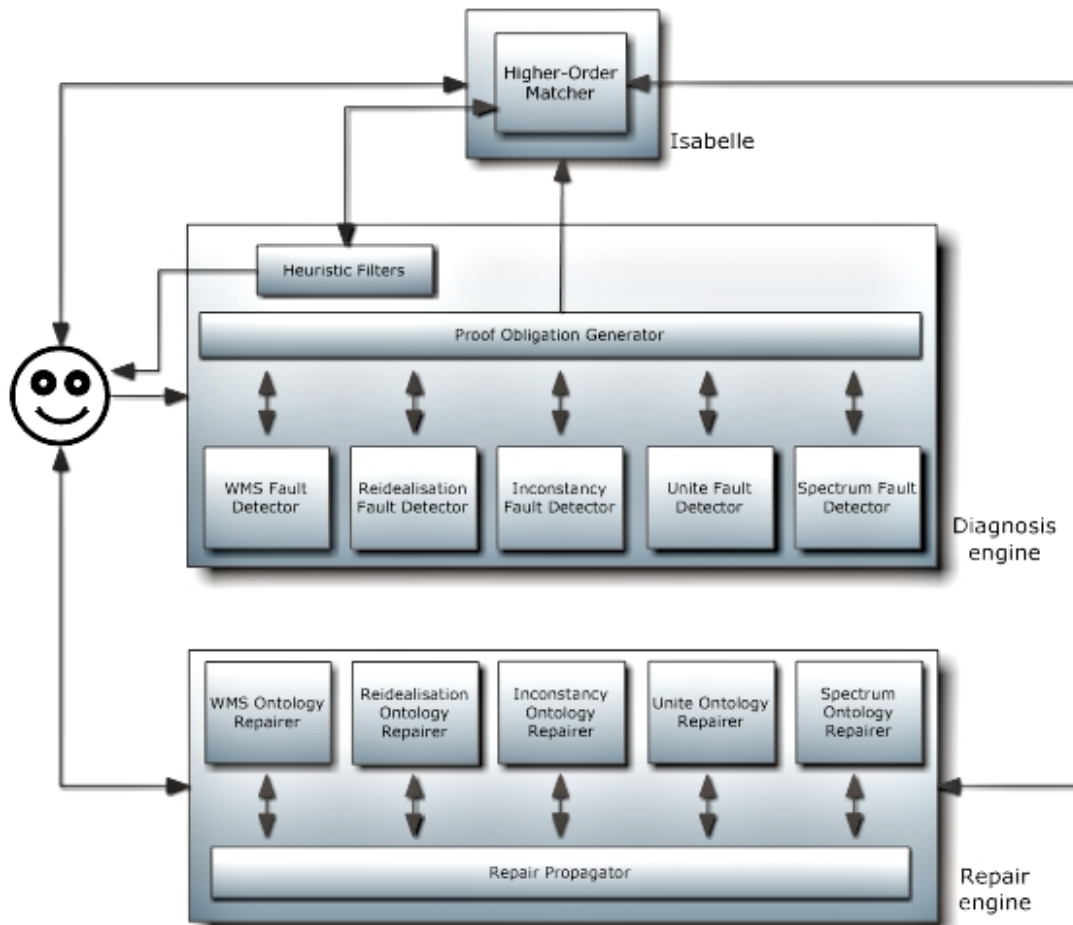 Higher-Order
Matcher
Isabelle
Heuristic Filters
Proof Obligation Generator
WMS Fault
Detector
Reidealisation
Fault Detector
Inconstancy
Fault Detector
Unite Fault
Detector
Spectrum Fault
Detector
Diagnosis
engine
WMS Ontology
Repairer
Reidealisation
Ontology
Repairer
Inconstancy
Ontology
Repairer
Unite Ontology
Repairer
Spectrum
Ontology
Repairer
Repair Propagator
Repair
engine